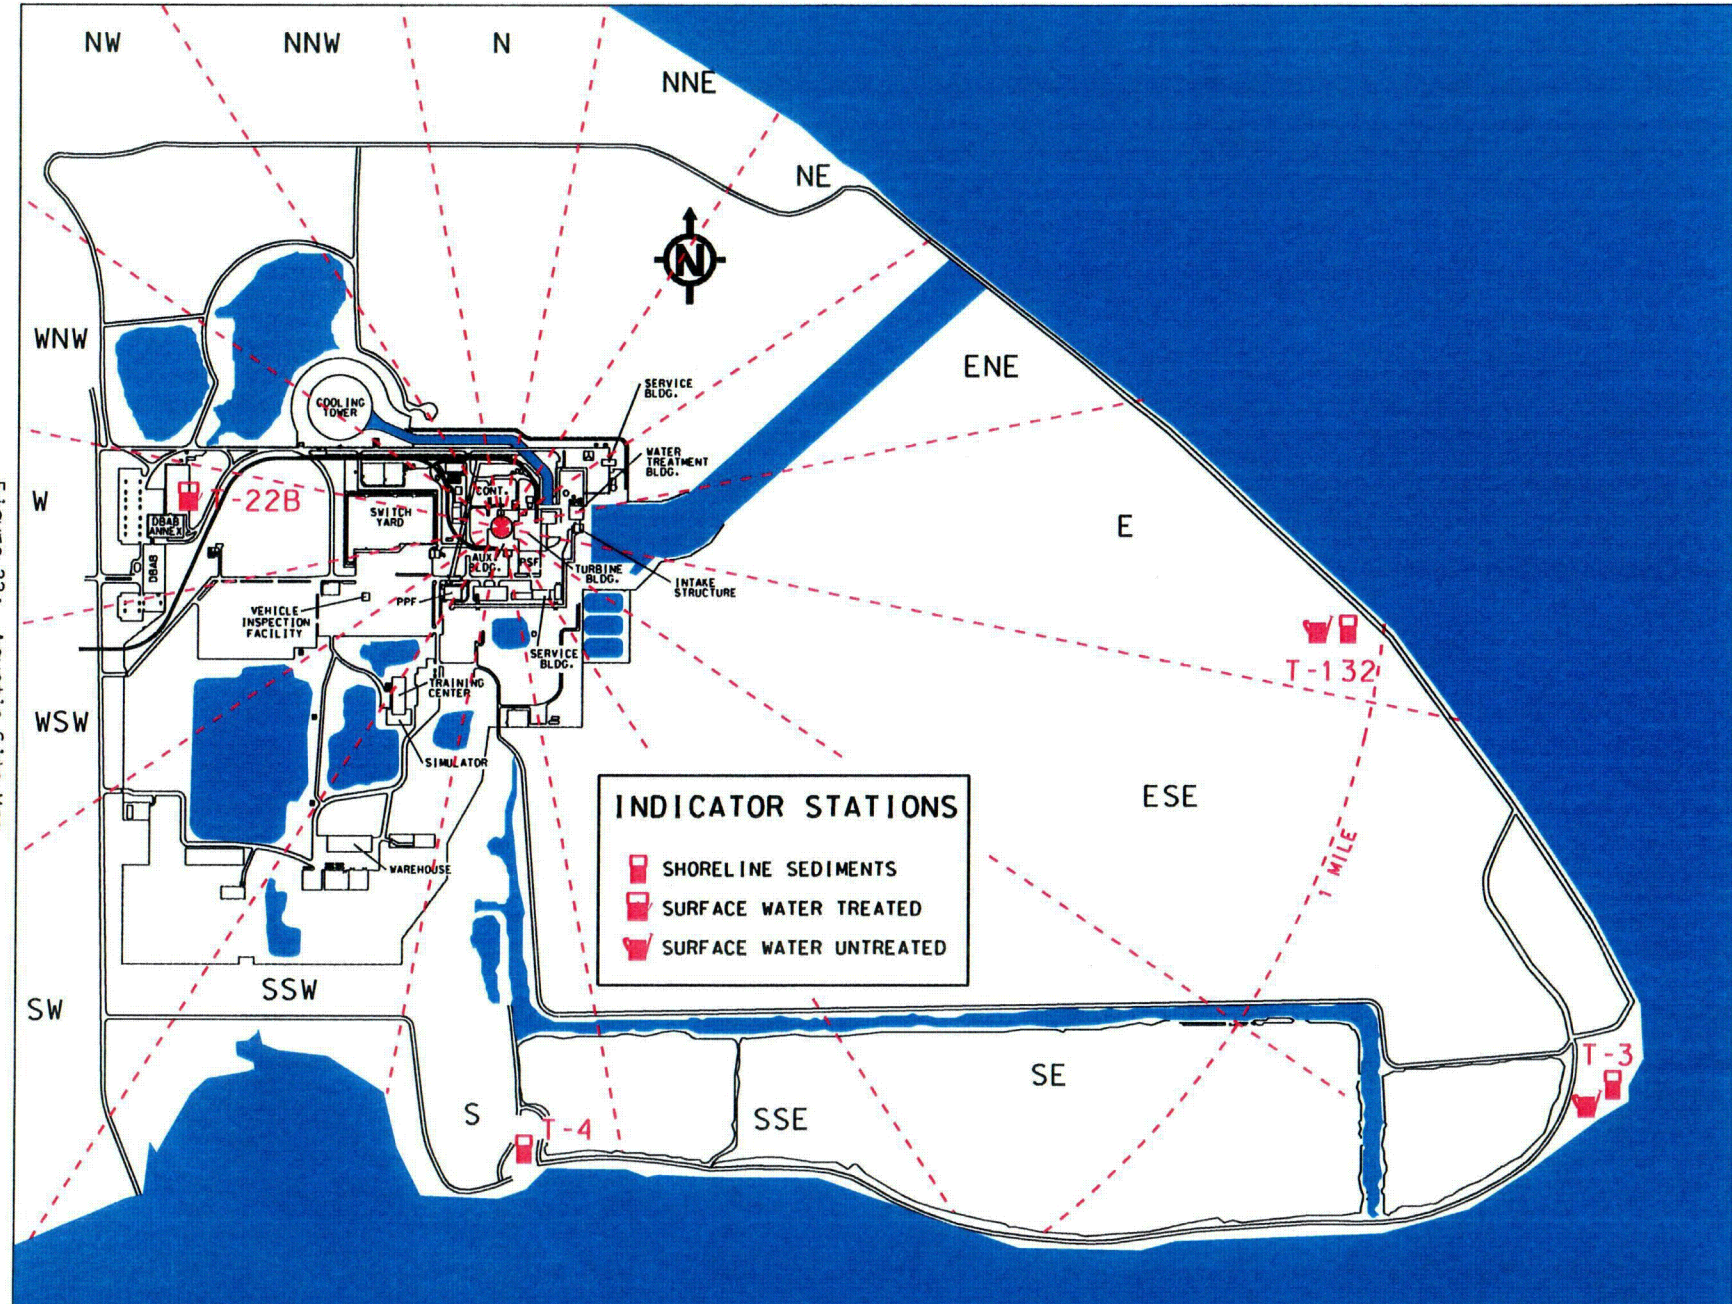 NW
NNW
N
NNE
NE
N
WNW
ENE
SERVICE
BLDG.
COOLING
TOWER
WATER
TREATMENT
BLDG.
W
T-22B
CONT.
SWITCH
YARD
DBAB
ANNEX
E
AUX.
BLDG.
PSF
TURBINE
BLDG.
INTAKE
STRUCTURE
DBAB
PPF
VEHICLE
INSPECTION
FACILITY
SERVICE
BLDG.
T-132
TRAINING
CENTER
WSW
SIMULATOR
ESE
INDICATOR STATIONS
SHORELINE SEDIMENTS
SURFACE WATER TREATED
SURFACE WATER UNTREATED
1 MILE
WAREHOUSE
SSW
SW
T-3
SE
S
SSE
T-4